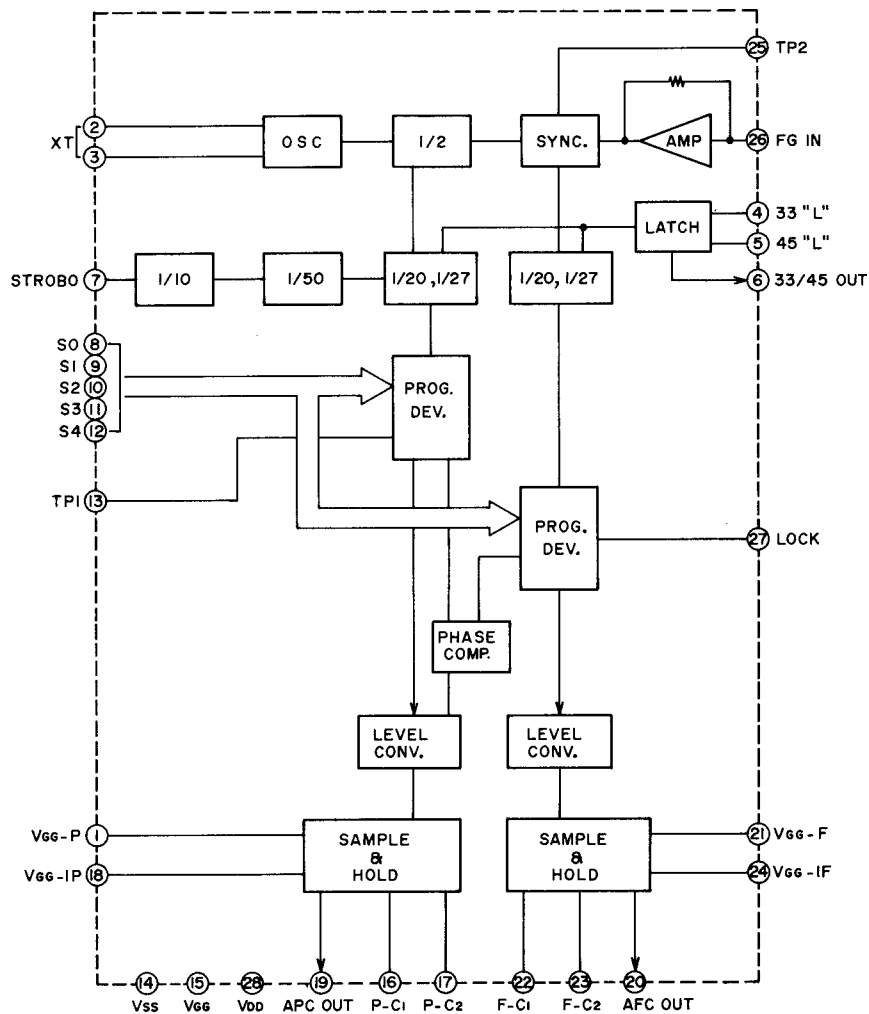 25 TP2
XT 2
3
OSC
1/2
SYNC.
AMP
26 FG IN
LATCH
4 33 "L"
5 45 "L"
6 33/45 OUT
STROBO 7
1/10
1/50
1/20, 1/27
1/20, 1/27
S0 8
S1 9
S2 10
S3 11
S4 12
PROG.
DEV.
TP1 13
PROG.
DEV.
27 LOCK
PHASE
COMP.
LEVEL
CONV.
LEVEL
CONV.
VGG-P 1
VGG-IP 18
SAMPLE
&
HOLD
SAMPLE
&
HOLD
21 VGG-F
24 VGG-IF
14 15 28 19 16 17 22 23 20
VSS VGG VDD APC OUT P-C1 P-C2 F-C1 F-C2 AFC OUT